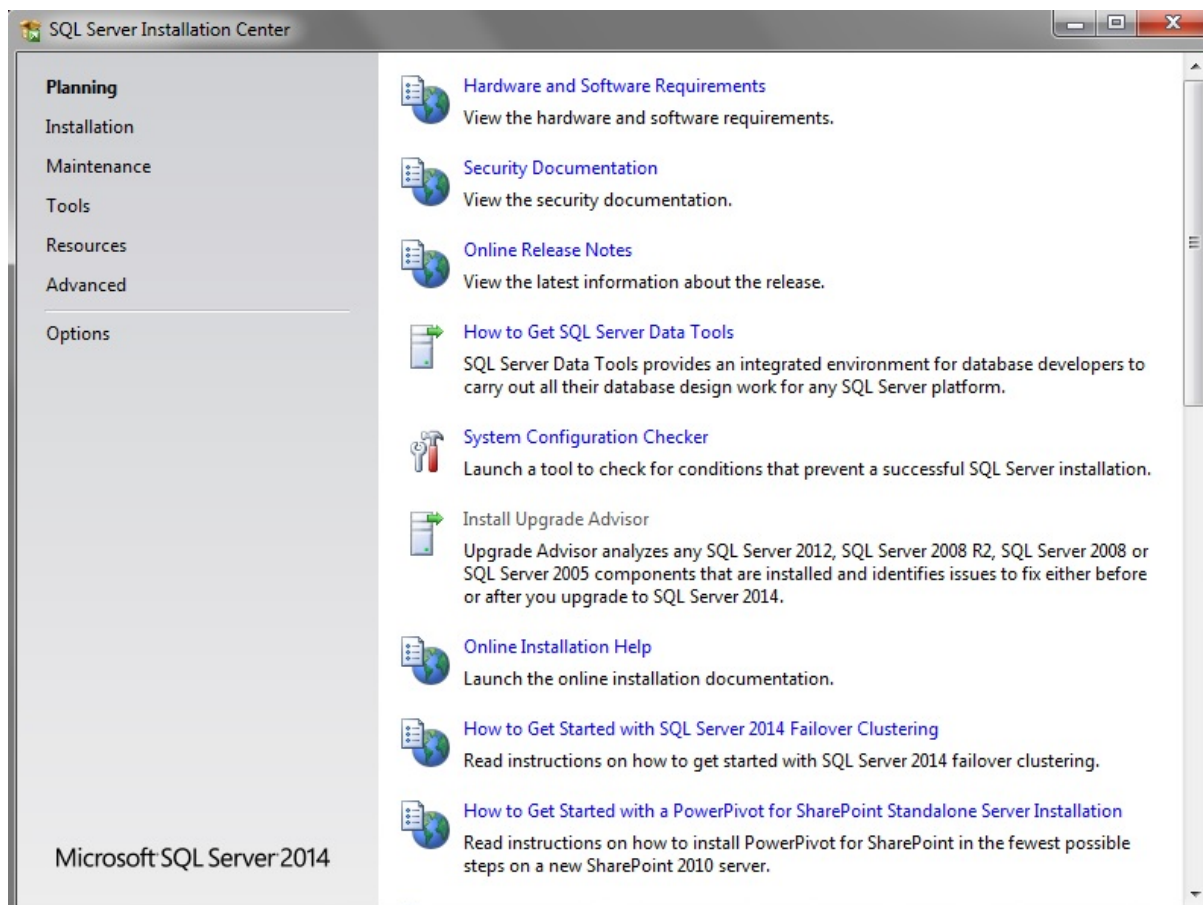 SQL Server Installation Center
Planning
Installation
Maintenance
Tools
Resources
Advanced
Options
Microsoft SQL Server 2014
Hardware and Software Requirements
View the hardware and software requirements.
Security Documentation
View the security documentation.
Online Release Notes
View the latest information about the release.
How to Get SQL Server Data Tools
SQL Server Data Tools provides an integrated environment for database developers to
carry out all their database design work for any SQL Server platform.
System Configuration Checker
Launch a tool to check for conditions that prevent a successful SQL Server installation.
Install Upgrade Advisor
Upgrade Advisor analyzes any SQL Server 2012, SQL Server 2008 R2, SQL Server 2008 or
SQL Server 2005 components that are installed and identifies issues to fix either before
or after you upgrade to SQL Server 2014.
Online Installation Help
Launch the online installation documentation.
How to Get Started with SQL Server 2014 Failover Clustering
Read instructions on how to get started with SQL Server 2014 failover clustering.
How to Get Started with a PowerPivot for SharePoint Standalone Server Installation
Read instructions on how to install PowerPivot for SharePoint in the fewest possible
steps on a new SharePoint 2010 server.